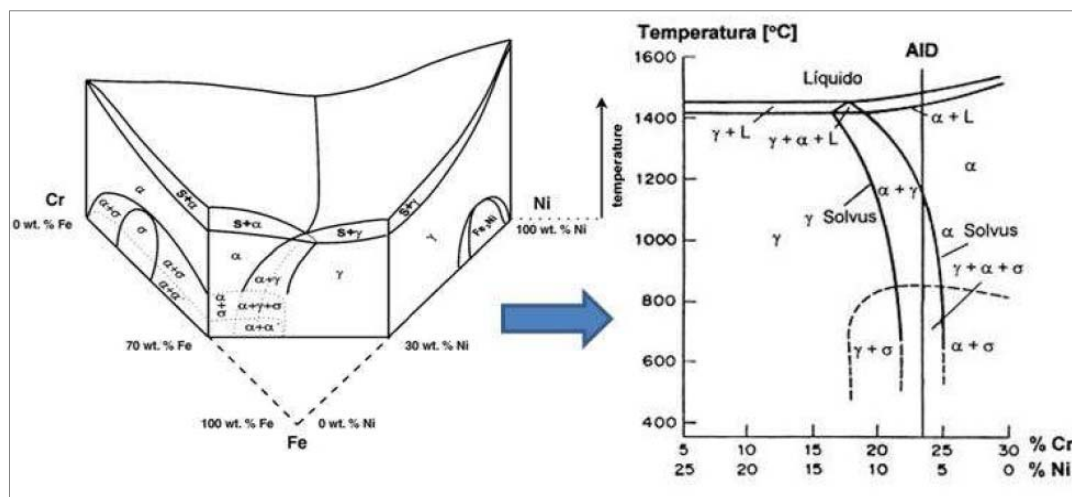 Cr
0 wt. % Fe
α
α+σ
σ
α+σ
α+α
S+α
S+α
S+γ
S+γ
α
α+γ
γ
α+α
α+γ+σ
α+α
γ
Fe,Ni
Ni
100 wt. % Ni
temperature
70 wt. % Fe
30 wt. % Ni
100 wt. % Fe
0 wt. % Ni
Fe
Temperatura [°C]
AID
1600
1400
1200
1000
800
600
400
Líquido
γ + L
γ + α + L
α + L
α
α + γ
γ Solvus
γ
α
Solvus
γ + α + σ
γ + σ
α + σ
5 10 15 20 25 30 % Cr
25 20 15 10 5 0 % Ni